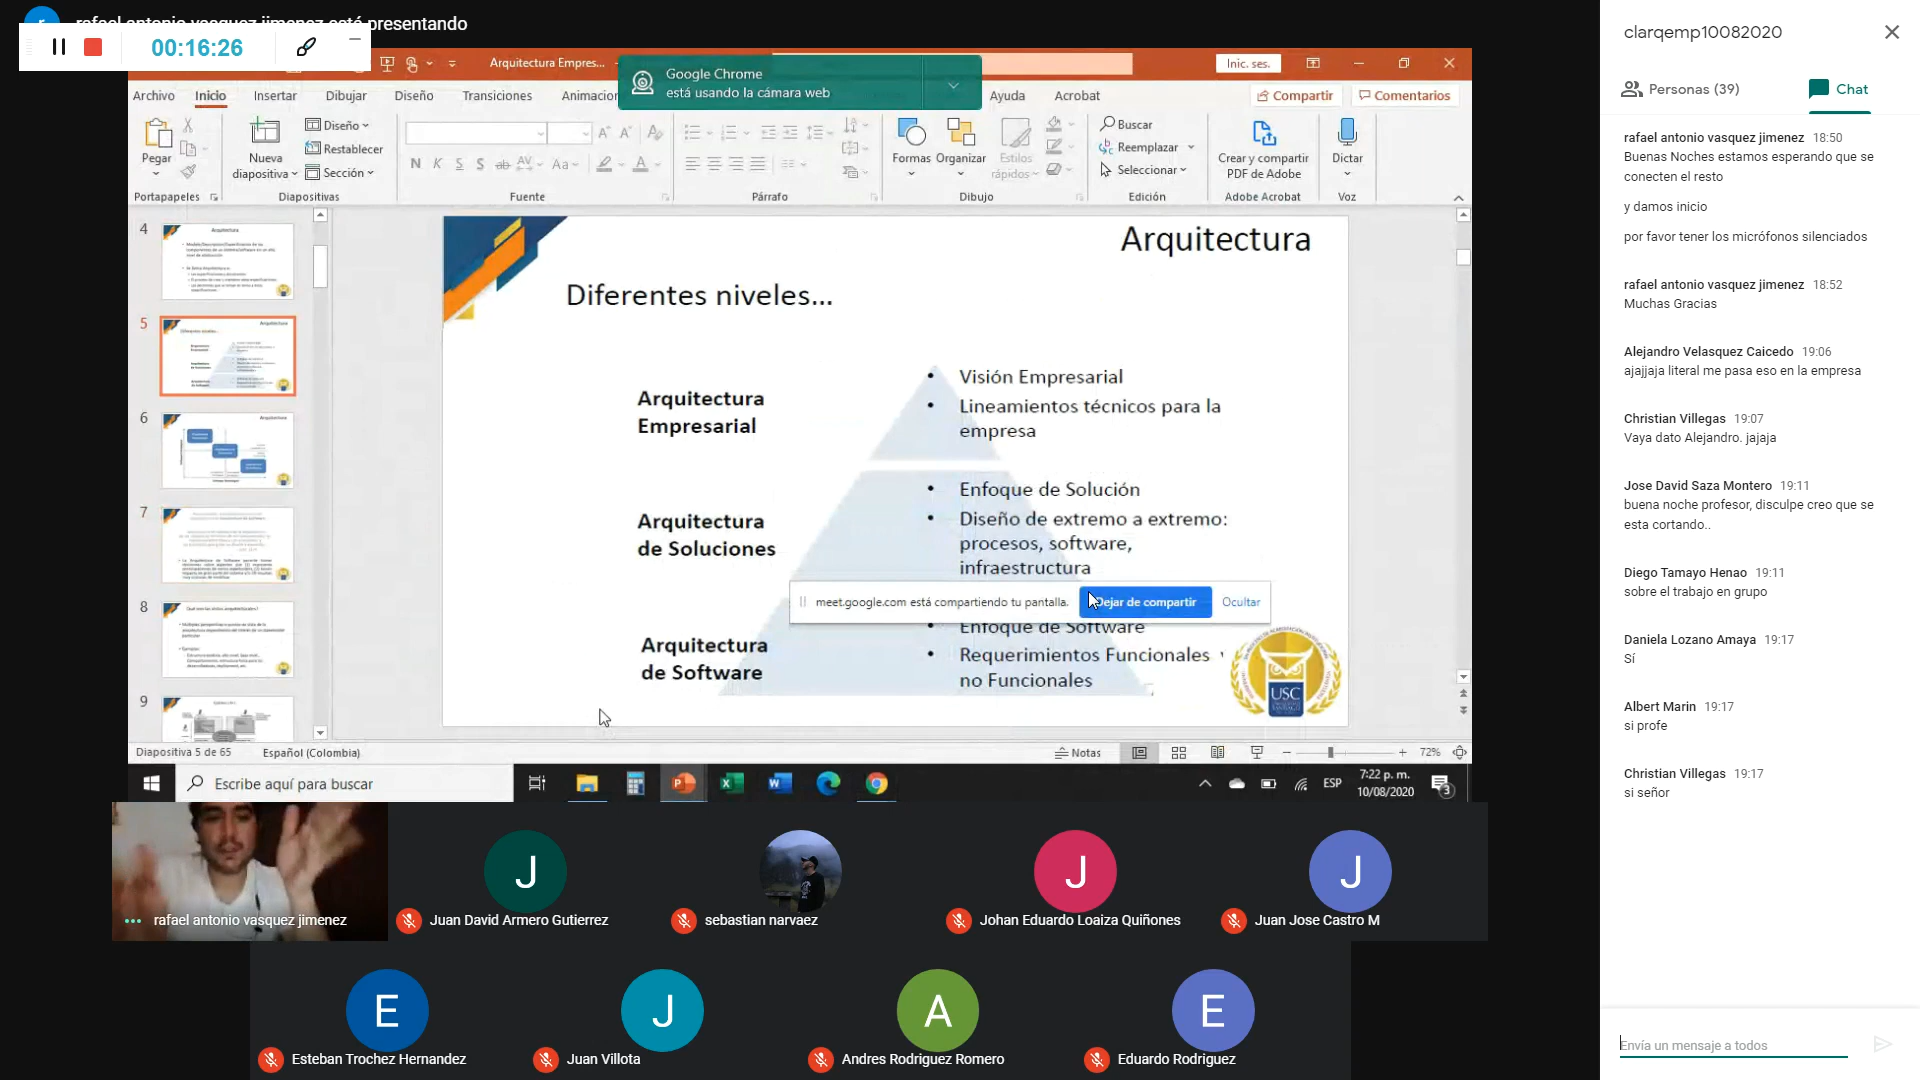 rafael antonio vasquez jimenez está presentando
00:16:26
Arquitectura Empres...
Google Chrome
está usando la cámara web
Inic. ses.
Archivo Inicio Insertar Dibujar Diseño Transiciones Animacion Ayuda Acrobat Compartir Comentarios
Pegar
Portapapeles
Nueva diapositiva
Diseño
Restablecer
Sección
Diapositivas
N K S S ab AV Aa A
Fuente
Párrafo
Formas
Organizar
Estilos rápidos
Dibujo
Buscar
Reemplazar
Seleccionar
Edición
Crear y compartir
PDF de Adobe
Adobe Acrobat
Dictar
Voz
4
5
6
7
8
9
Arquitectura
Diferentes niveles...
Arquitectura
Empresarial
• Visión Empresarial
• Lineamientos técnicos para la
empresa
Arquitectura
de Soluciones
• Enfoque de Solución
• Diseño de extremo a extremo:
procesos, software,
infraestructura
meet.google.com está compartiendo tu pantalla. Dejar de compartir Ocultar
Arquitectura
de Software
• Enfoque de Software
• Requerimientos Funcionales
no Funcionales
USC
Diapositiva 5 de 65 Español (Colombia) Notas 72%
Escribe aquí para buscar
ESP
7:22 p. m.
10/08/2020
3
rafael antonio vasquez jimenez
J
Juan David Armero Gutierrez
sebastian narvaez
J
Johan Eduardo Loaiza Quiñones
J
Juan Jose Castro M
E
Esteban Trochez Hernandez
J
Juan Villota
A
Andres Rodriguez Romero
E
Eduardo Rodriguez
clarqemp10082020
Personas (39) Chat
rafael antonio vasquez jimenez 18:50
Buenas Noches estamos esperando que se
conecten el resto
y damos inicio
por favor tener los micrófonos silenciados
rafael antonio vasquez jimenez 18:52
Muchas Gracias
Alejandro Velasquez Caicedo 19:06
ajajjaja literal me pasa eso en la empresa
Christian Villegas 19:07
Vaya dato Alejandro. jajaja
Jose David Saza Montero 19:11
buena noche profesor, disculpe creo que se
esta cortando..
Diego Tamayo Henao 19:11
sobre el trabajo en grupo
Daniela Lozano Amaya 19:17
Sí
Albert Marin 19:17
si profe
Christian Villegas 19:17
si señor
Envía un mensaje a todos